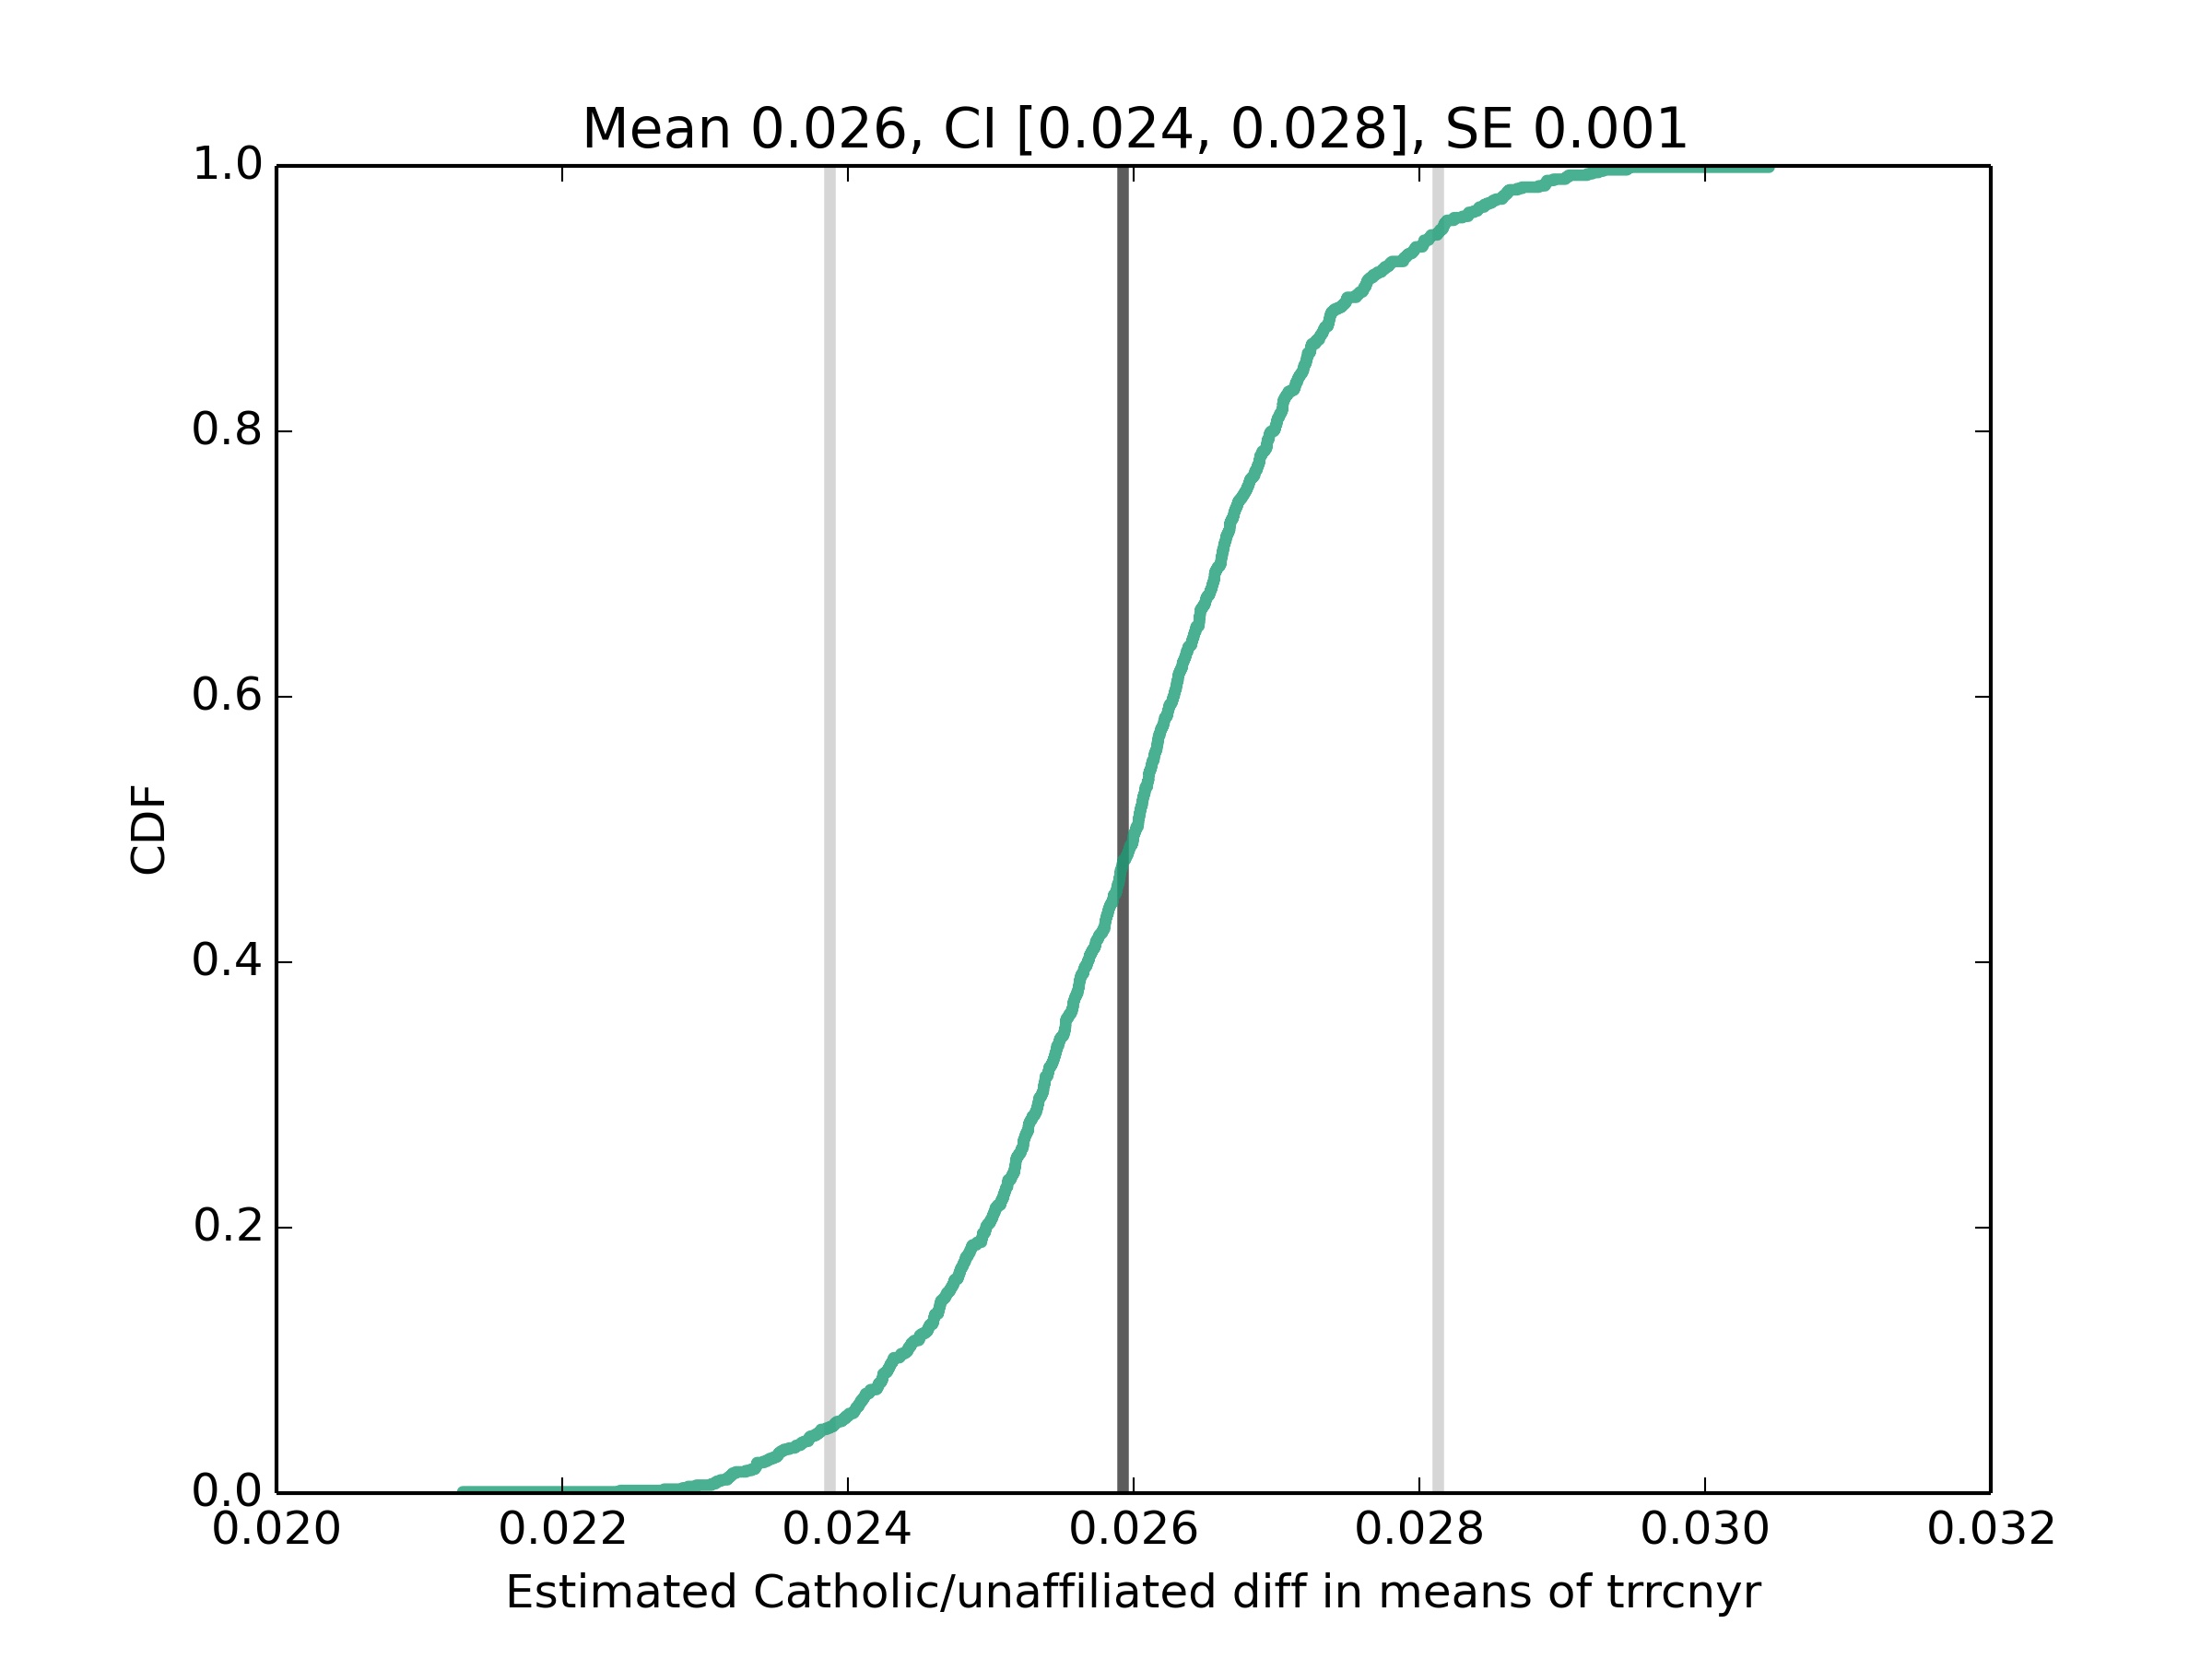 Mean 0.026, CI [0.024, 0.028], SE 0.001
1.0
0.8
0.6
0.4
0.2
0.0
CDF
0.020 0.022 0.024 0.026 0.028 0.030 0.032
Estimated Catholic/unaffiliated diff in means of trrcnyr